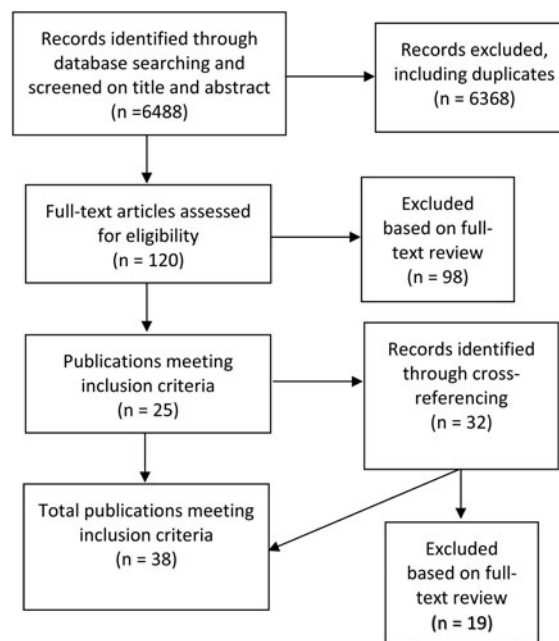 Records identified through
database searching and
screened on title and abstract
(n =6488)
Records excluded,
including duplicates
(n = 6368)
Full-text articles assessed
for eligibility
(n = 120)
Excluded
based on full-
text review
(n = 98)
Publications meeting
inclusion criteria
(n = 25)
Records identified
through cross-
referencing
(n = 32)
Total publications meeting
inclusion criteria
(n = 38)
Excluded
based on full-
text review
(n = 19)